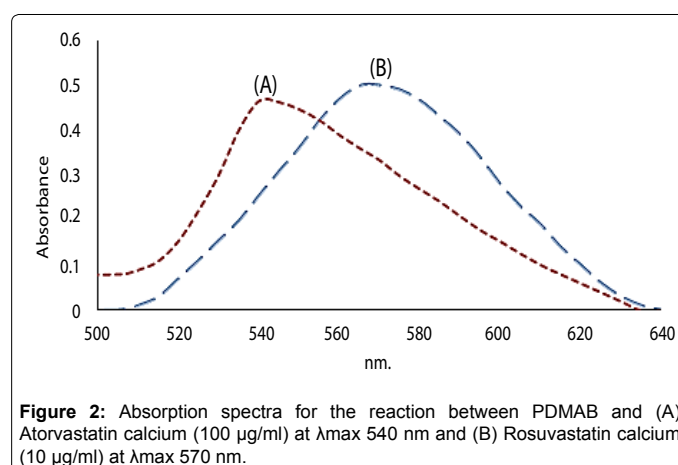 0.6
0.5
0.4
0.3
0.2
0.1
0
Absorbance
(A)
(B)
500 520 540 560 580 600 620 640
nm.
Figure 2: Absorption spectra for the reaction between PDMAB and (A)
Atorvastatin calcium (100 μg/ml) at λmax 540 nm and (B) Rosuvastatin calcium
(10 μg/ml) at λmax 570 nm.